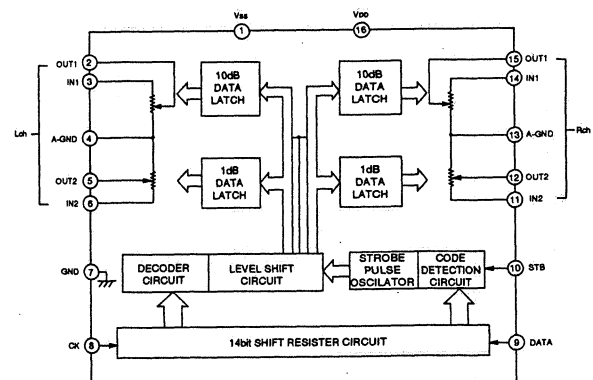 Vss
1
VDD
16
OUT1
2
IN1
3
Lch
A-GND
4
OUT2
5
IN2
6
10dB
DATA
LATCH
1dB
DATA
LATCH
10dB
DATA
LATCH
1dB
DATA
LATCH
15
OUT1
14
IN1
13
A-GND
Rch
12
OUT2
11
IN2
GND
7
DECODER
CIRCUIT
LEVEL SHIFT
CIRCUIT
STROBE
PULSE
OSCILATOR
CODE
DETECTION
CIRCUIT
10
STB
CK
8
14bit SHIFT RESISTER CIRCUIT
9
DATA